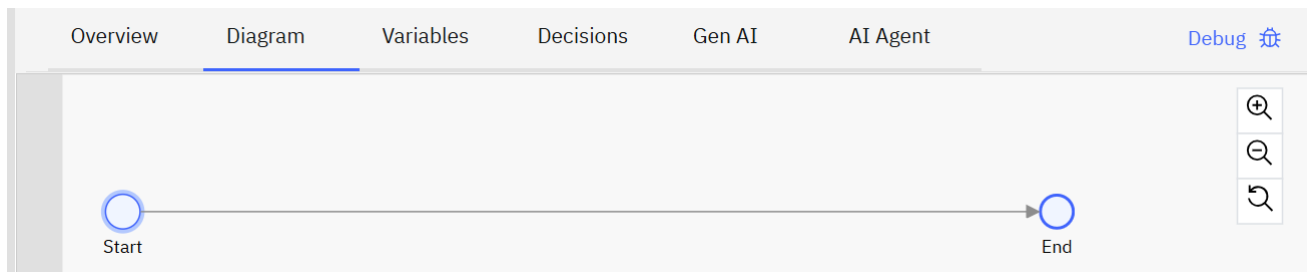 Overview Diagram Variables Decisions Gen AI AI Agent Debug
Start End